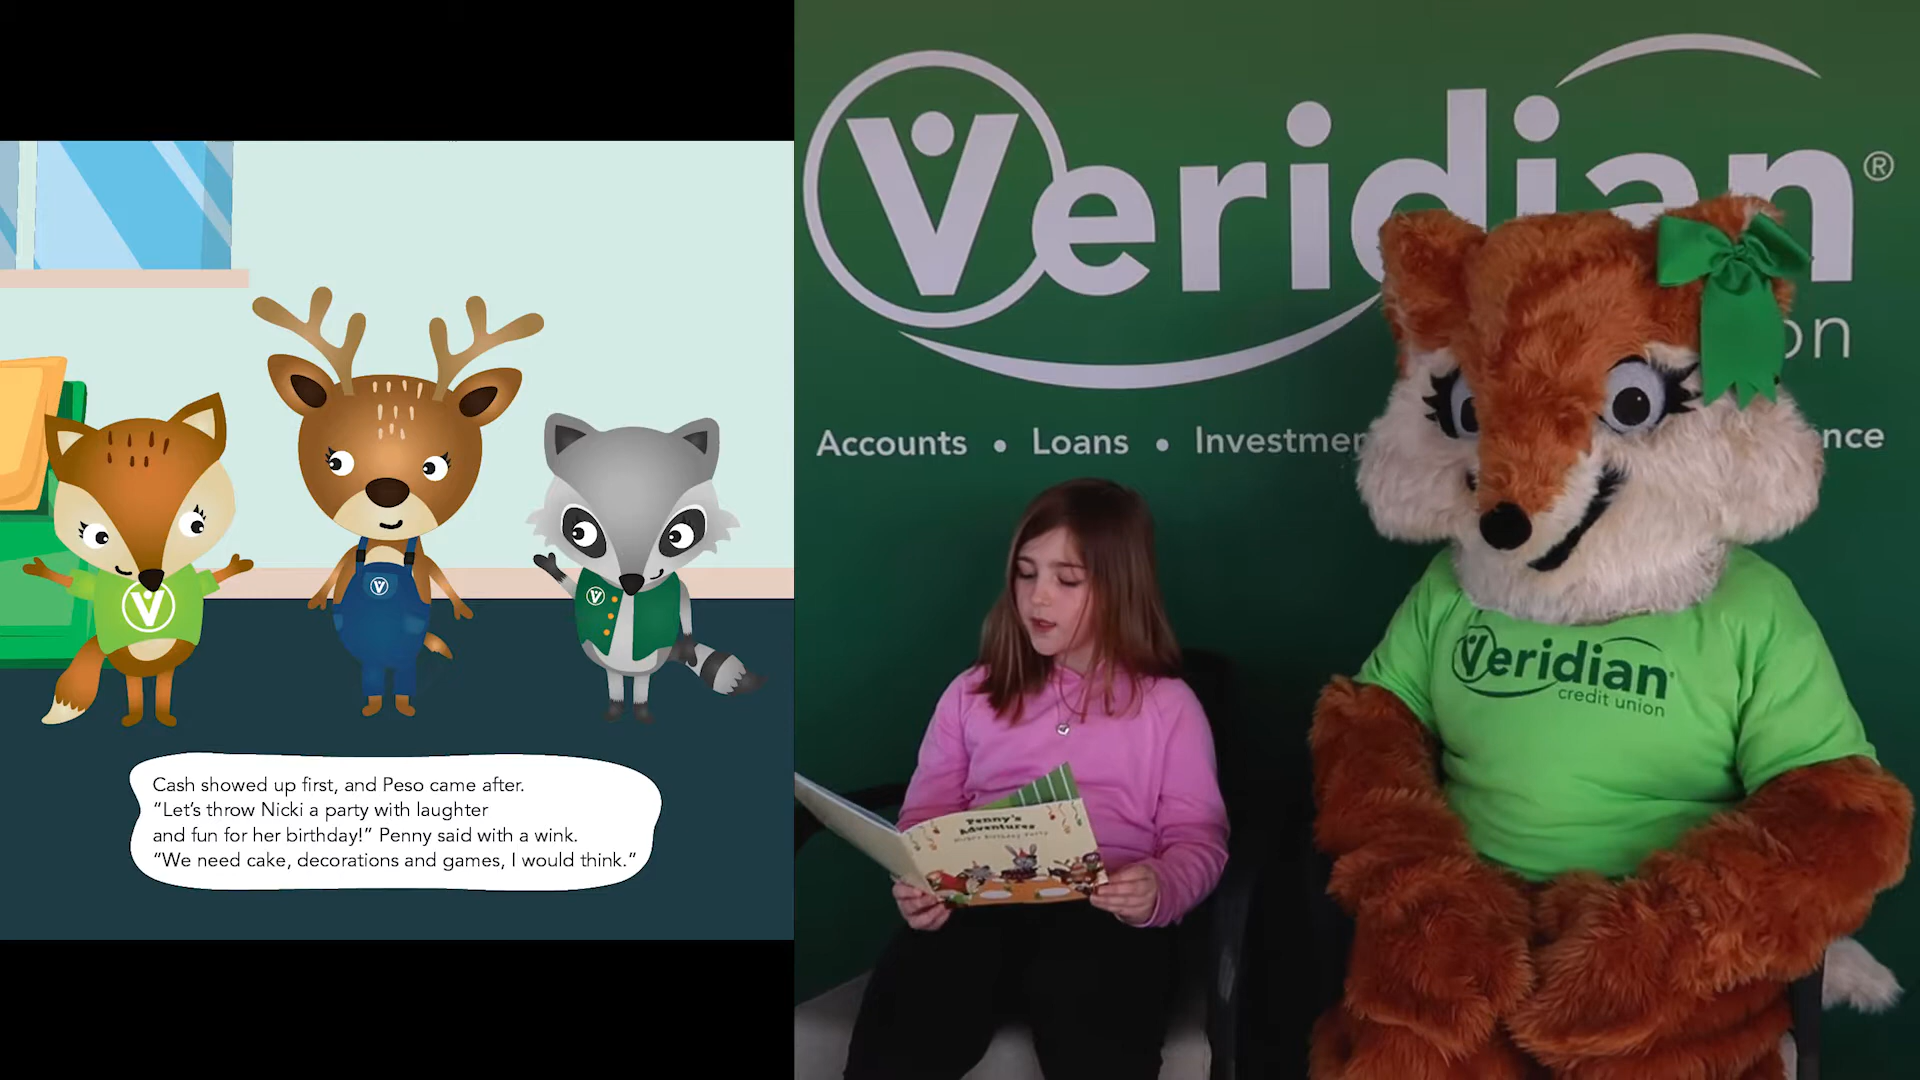 Cash showed up first, and Peso came after.
“Let’s throw Nicki a party with laughter
and fun for her birthday!” Penny said with a wink.
“We need cake, decorations and games, I would think.”
Veridian®
on
Accounts • Loans • Investmen nce
Penny's
Adventures
Veridian
credit union